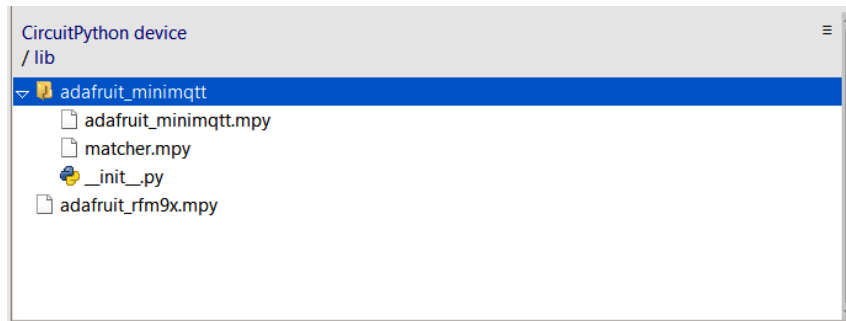 CircuitPython device
/ lib
adafruit_minimqtt
adafruit_minimqtt.mpy
matcher.mpy
__init__.py
adafruit_rfm9x.mpy